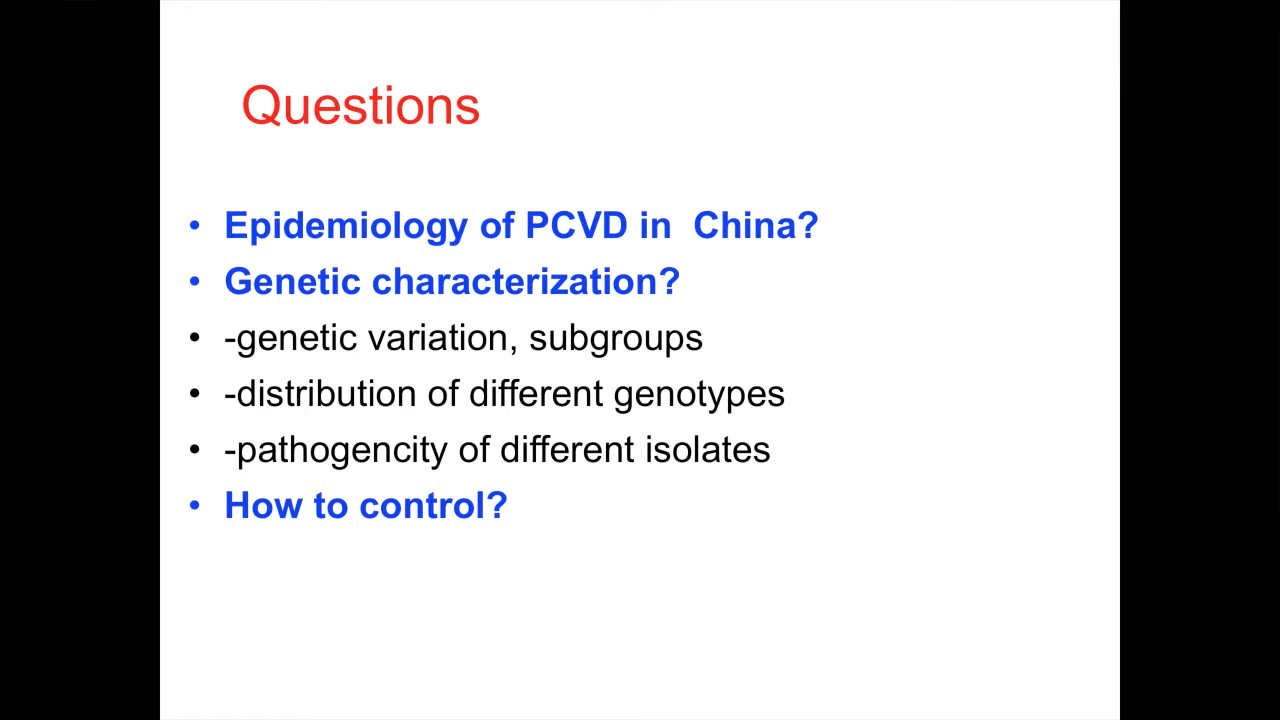 Questions
• Epidemiology of PCVD in  China?
• Genetic characterization?
• -genetic variation, subgroups
• -distribution of different genotypes
• -pathogencity of different isolates
• How to control?